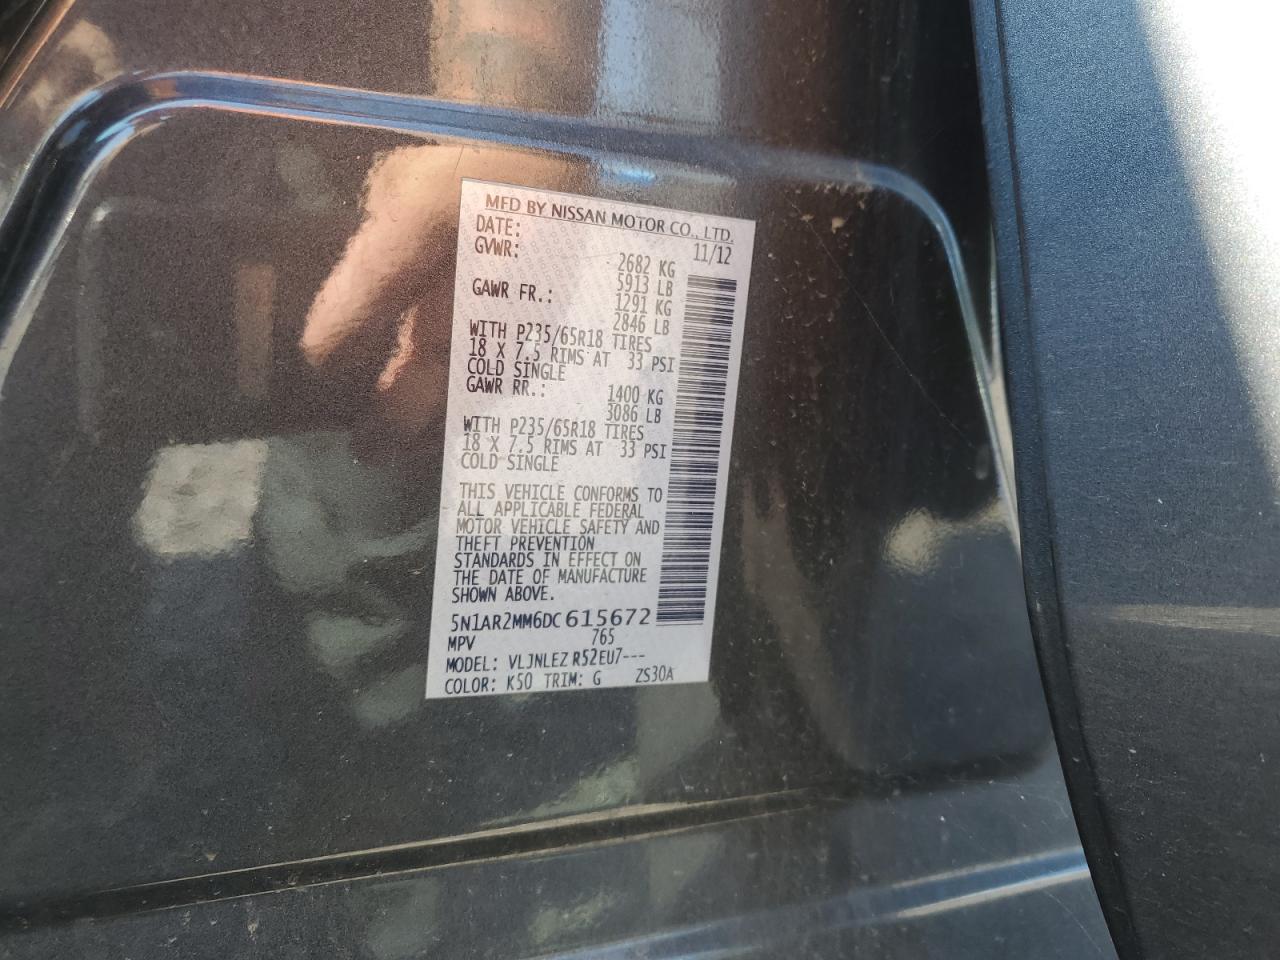 MFD BY NISSAN MOTOR CO., LTD.
DATE: 11/12
GVWR: 2682 KG
5913 LB
GAWR FR.: 1291 KG
2846 LB
WITH P235/65R18 TIRES
18 X 7.5 RIMS AT 33 PSI
COLD SINGLE
GAWR RR.: 1400 KG
3086 LB
WITH P235/65R18 TIRES
18 X 7.5 RIMS AT 33 PSI
COLD SINGLE
THIS VEHICLE CONFORMS TO
ALL APPLICABLE FEDERAL
MOTOR VEHICLE SAFETY AND
THEFT PREVENTION
STANDARDS IN EFFECT ON
THE DATE OF MANUFACTURE
SHOWN ABOVE.
5N1AR2MM6DC615672
MPV 765
MODEL: VLJNLEZ R52EU7---
COLOR: K50 TRIM: G ZS30A